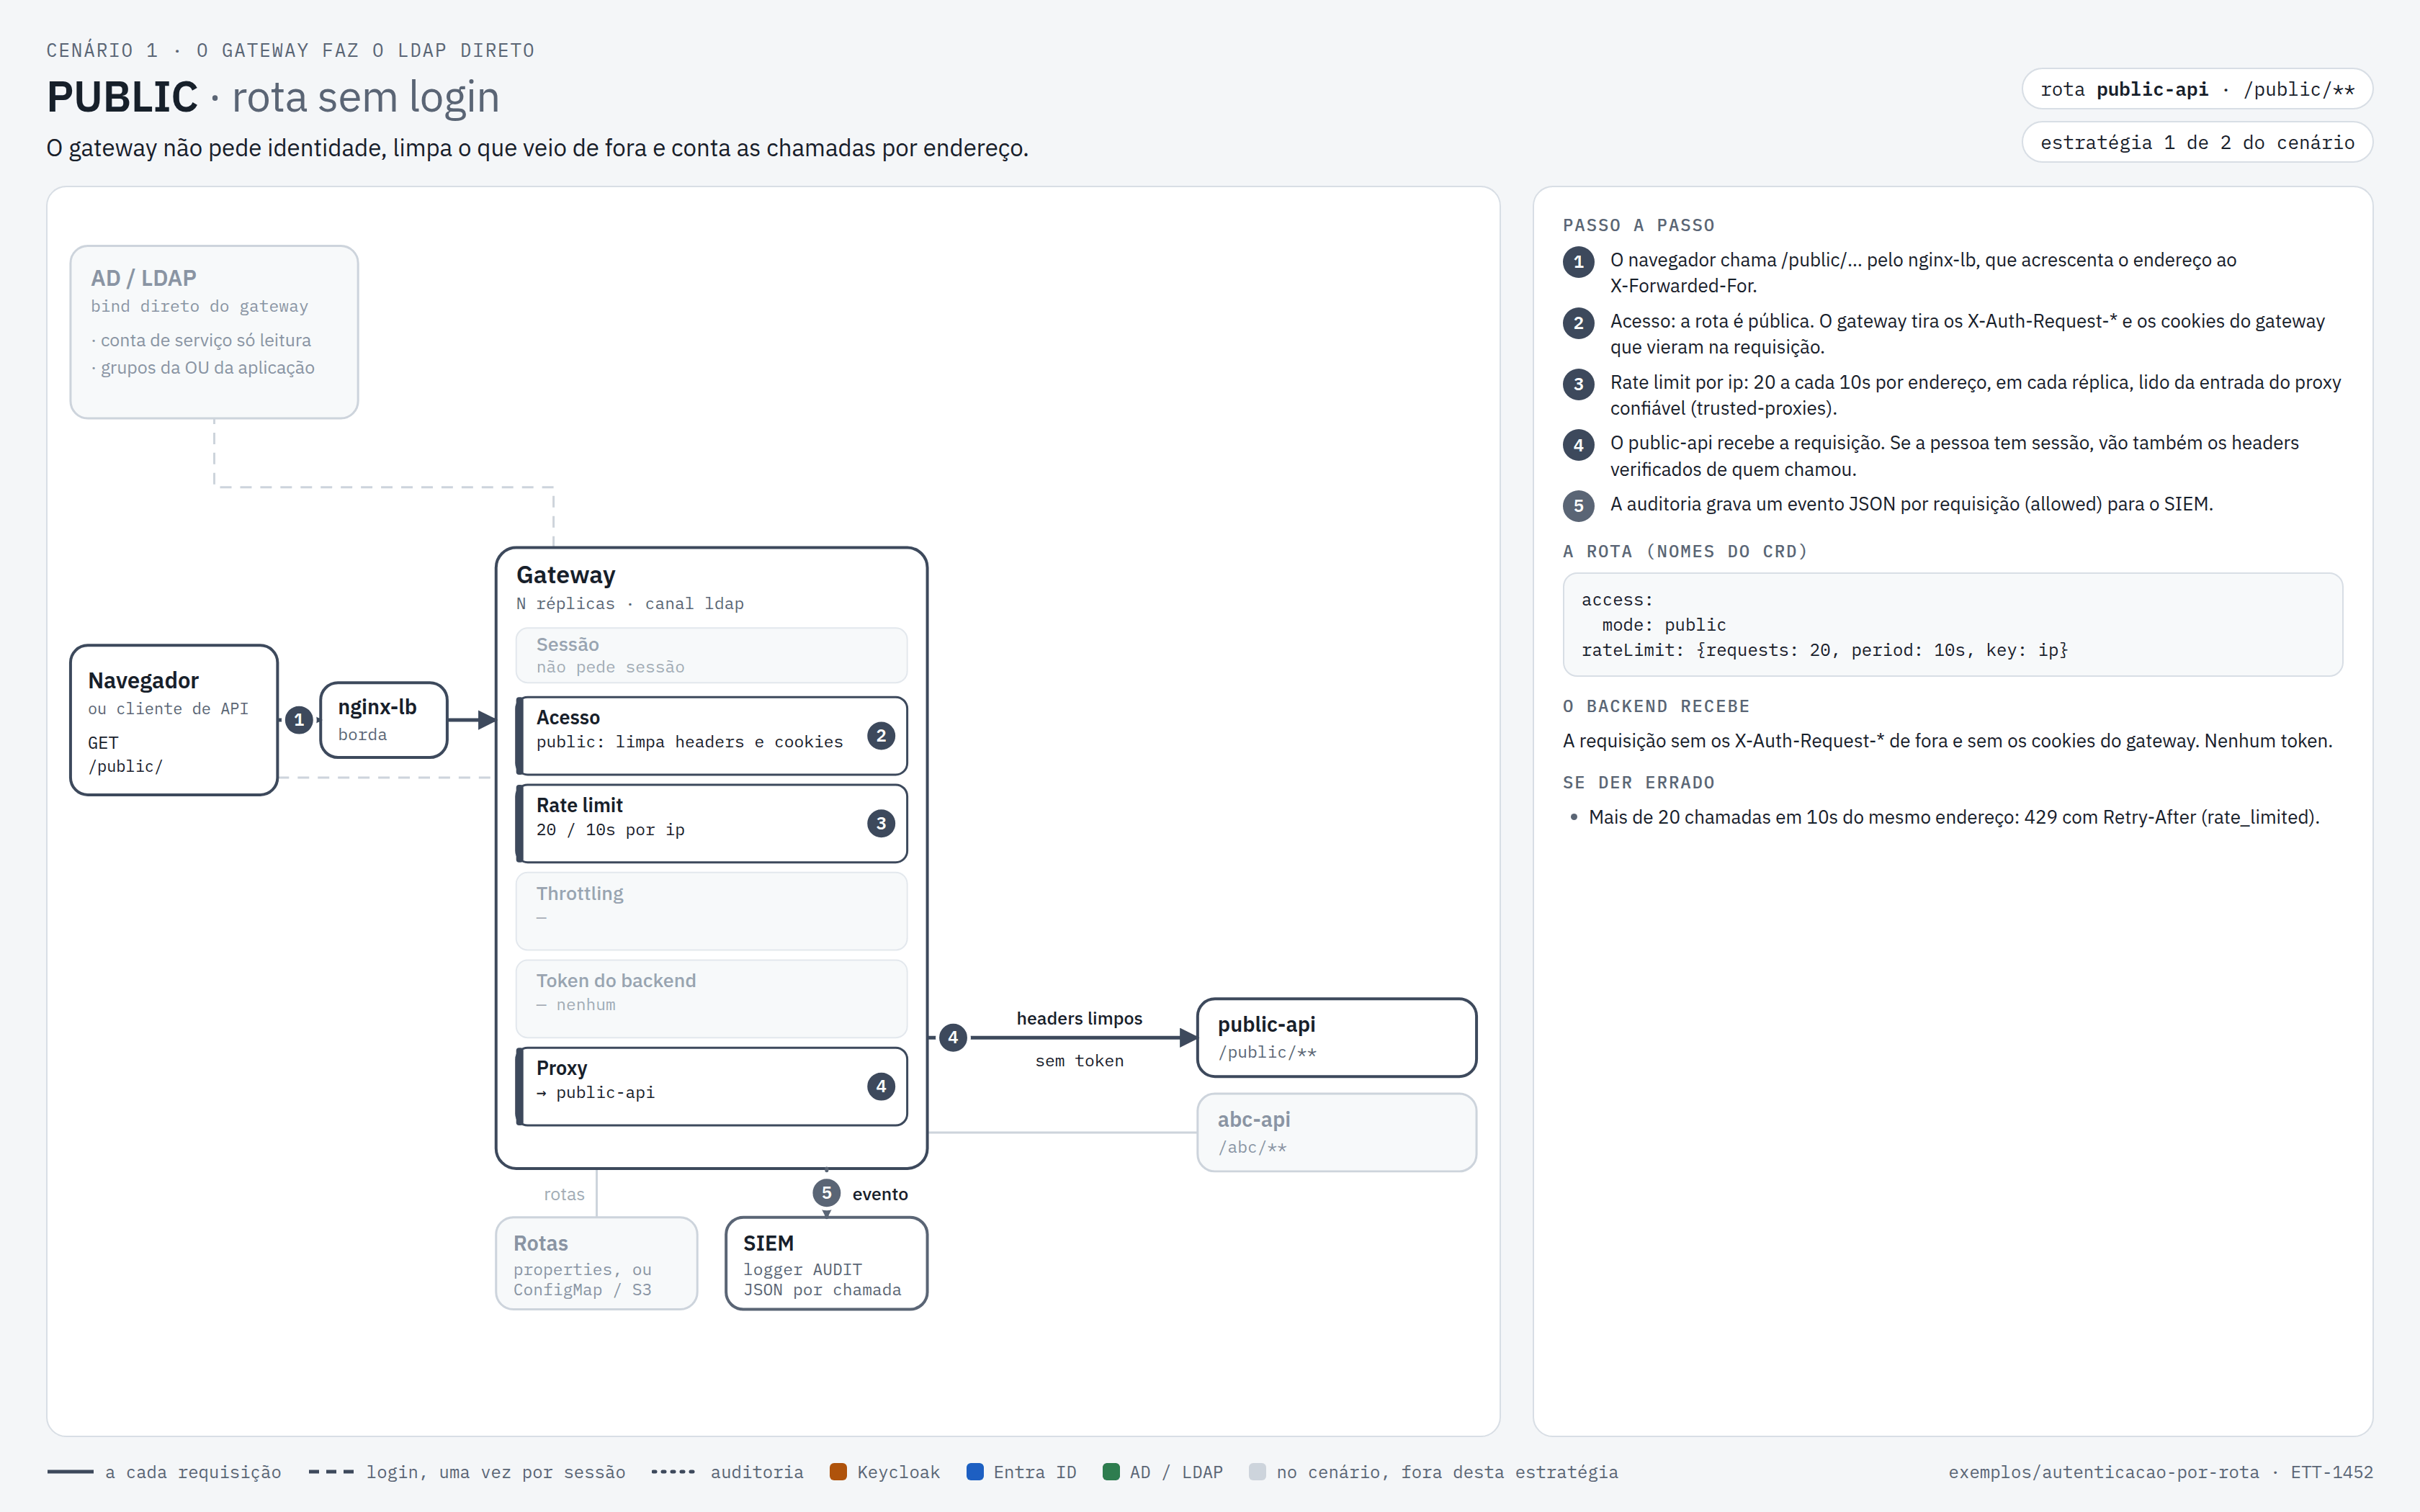 CENÁRIO 1 · O GATEWAY FAZ O LDAP DIRETO
PUBLIC · rota sem login
O gateway não pede identidade, limpa o que veio de fora e conta as chamadas por endereço.
rota public-api · /public/**
estratégia 1 de 2 do cenário
AD / LDAP
bind direto do gateway
· conta de serviço só leitura
· grupos da OU da aplicação
Navegador
ou cliente de API
GET
/public/
1
nginx-lb
borda
Gateway
N réplicas · canal ldap
Sessão
não pede sessão
Acesso
public: limpa headers e cookies
2
Rate limit
20 / 10s por ip
3
Throttling
—
Token do backend
— nenhum
Proxy
→ public-api
4
4
headers limpos
sem token
public-api
/public/**
abc-api
/abc/**
rotas
5
evento
Rotas
properties, ou
ConfigMap / S3
SIEM
logger AUDIT
JSON por chamada
PASSO A PASSO
1 O navegador chama /public/... pelo nginx-lb, que acrescenta o endereço ao
X-Forwarded-For.
2 Acesso: a rota é pública. O gateway tira os X-Auth-Request-* e os cookies do gateway
que vieram na requisição.
3 Rate limit por ip: 20 a cada 10s por endereço, em cada réplica, lido da entrada do proxy
confiável (trusted-proxies).
4 O public-api recebe a requisição. Se a pessoa tem sessão, vão também os headers
verificados de quem chamou.
5 A auditoria grava um evento JSON por requisição (allowed) para o SIEM.
A ROTA (NOMES DO CRD)
access:
  mode: public
rateLimit: {requests: 20, period: 10s, key: ip}
O BACKEND RECEBE
A requisição sem os X-Auth-Request-* de fora e sem os cookies do gateway. Nenhum token.
SE DER ERRADO
• Mais de 20 chamadas em 10s do mesmo endereço: 429 com Retry-After (rate_limited).
a cada requisição
login, uma vez por sessão
auditoria
Keycloak
Entra ID
AD / LDAP
no cenário, fora desta estratégia
exemplos/autenticacao-por-rota · ETT-1452